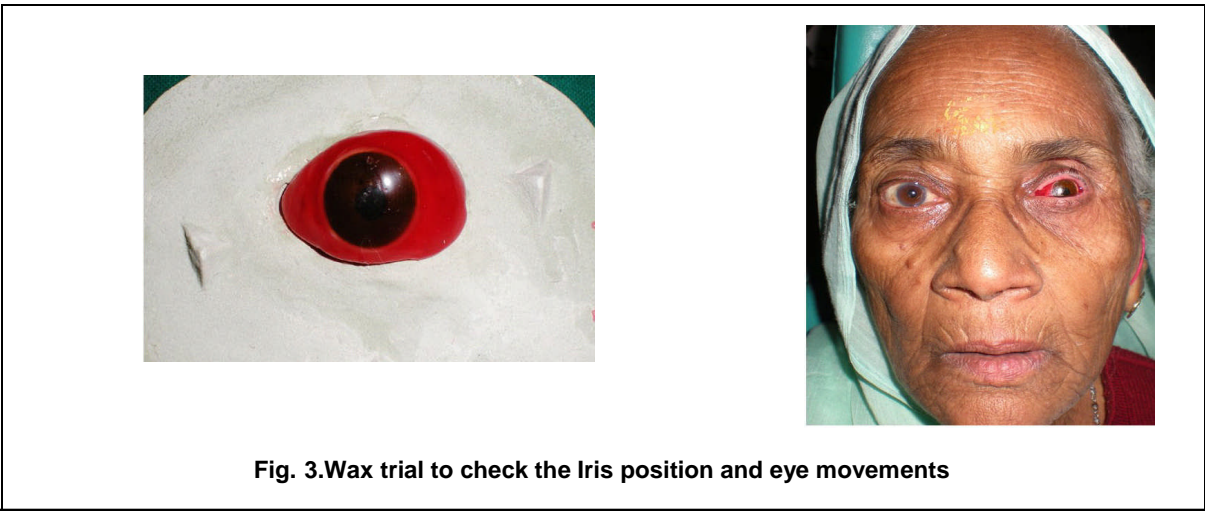 Fig. 3.Wax trial to check the Iris position and eye movements